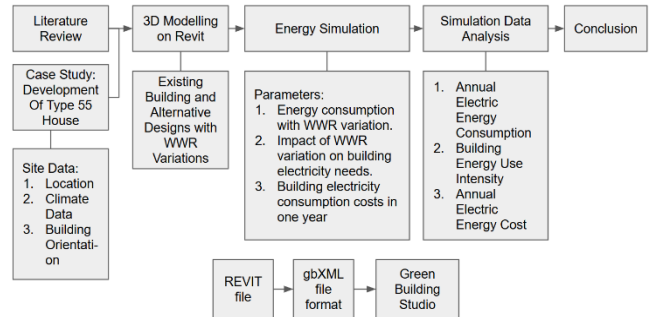 Literature
Review
3D Modelling
on Revit
Energy Simulation
Simulation Data
Analysis
Conclusion
Case Study:
Development
Of Type 55
House
Existing
Building and
Alternative
Designs with
WWR
Variations
Parameters:
1. Energy consumption
with WWR variation.
2. Impact of WWR
variation on building
electricity needs.
3. Building electricity
consumption costs in
one year
1. Annual
Electric
Energy
Consumption
2. Building
Energy Use
Intensity
3. Annual
Electric
Energy Cost
Site Data:
1. Location
2. Climate
Data
3. Building
Orientati-
on
REVIT
file
gbXML
file
format
Green
Building
Studio